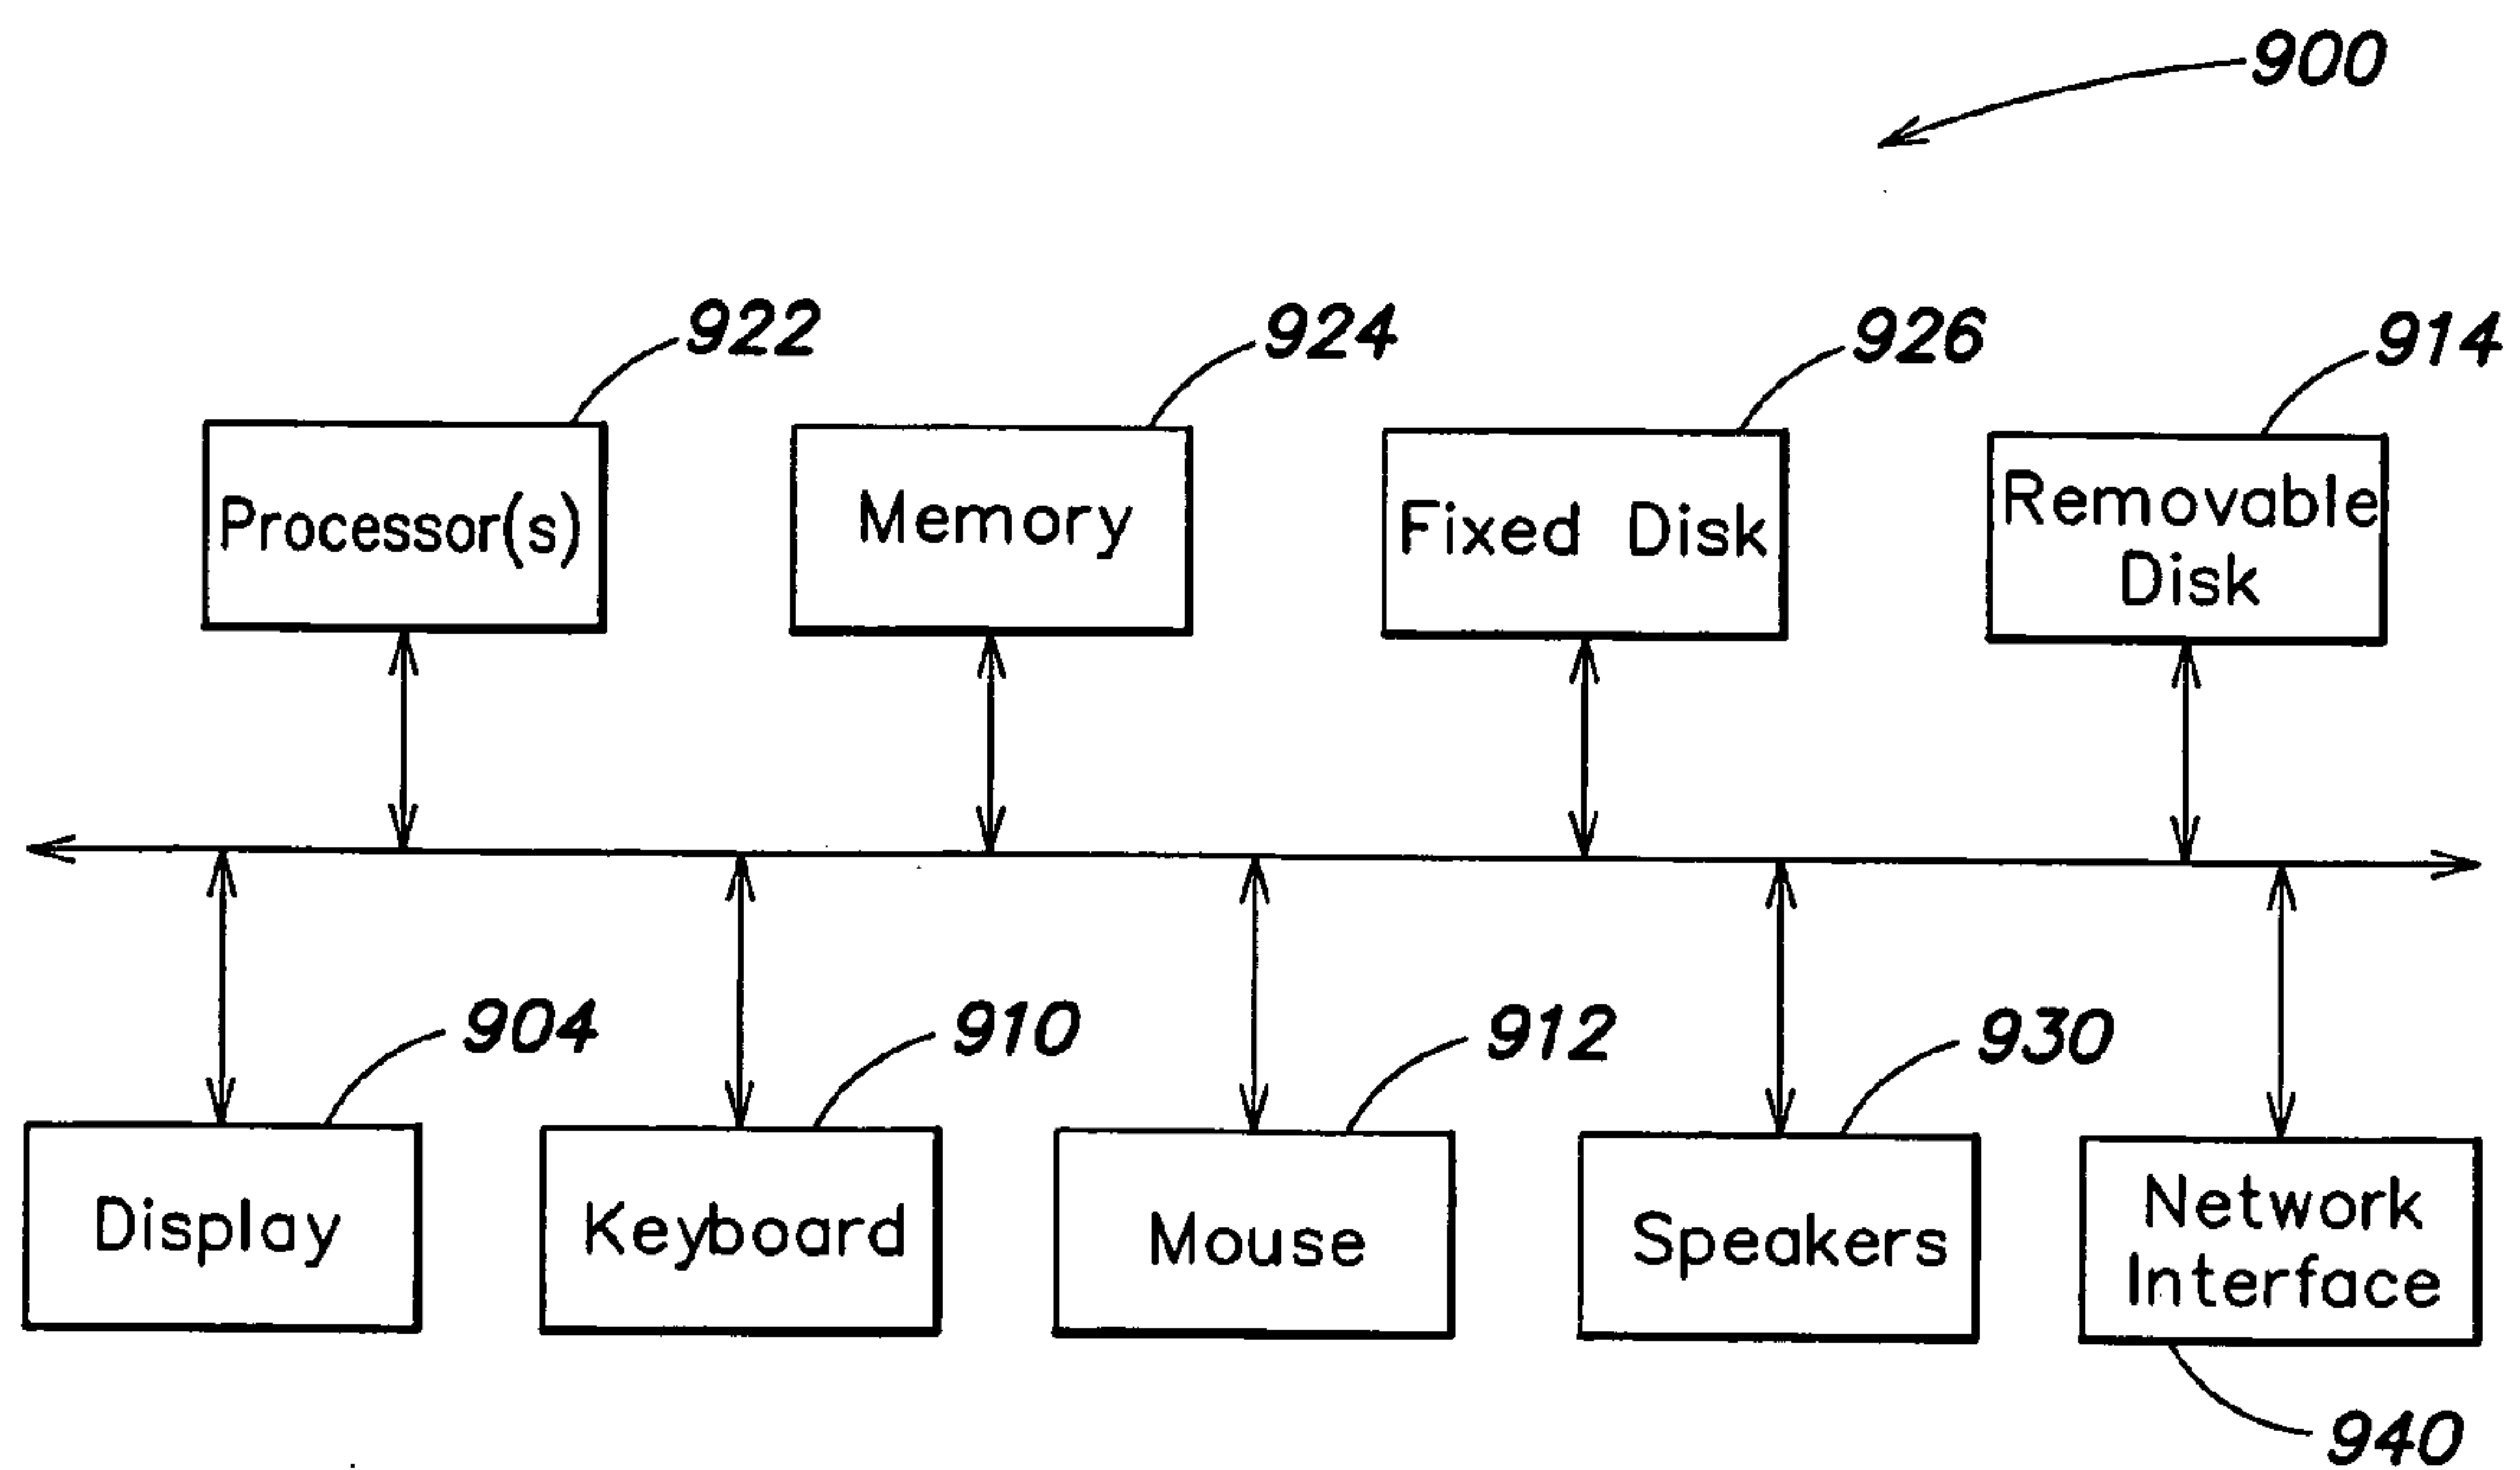 900
922
924
926
914
Processor(s)
Memory
Fixed Disk
Removable
Disk
904
910
912
930
Display
Keyboard
Mouse
Speakers
Network
Interface
940